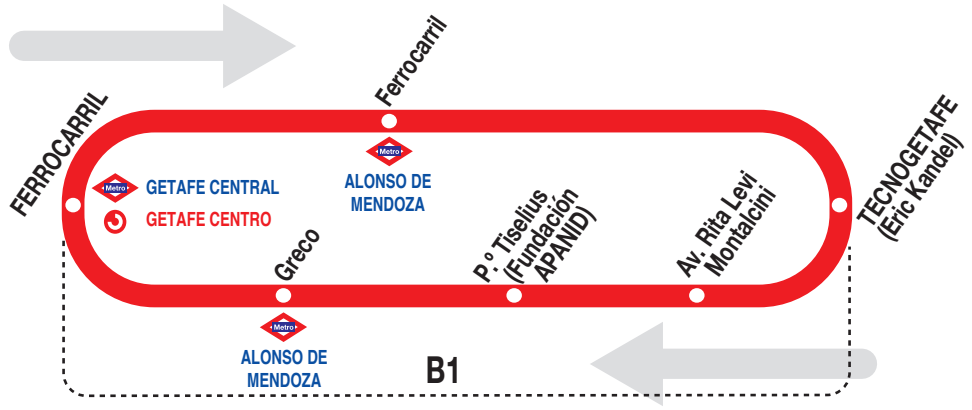 Ferrocarril
Metro
ALONSO DE
MENDOZA
FERROCARRIL
Metro
GETAFE CENTRAL
GETAFE CENTRO
TECNOGETAFE
(Eric Kandel)
Greco
Metro
ALONSO DE
MENDOZA
P.º Tiselius
(Fundación
APANID)
Av. Rita Levi
Montalcini
B1